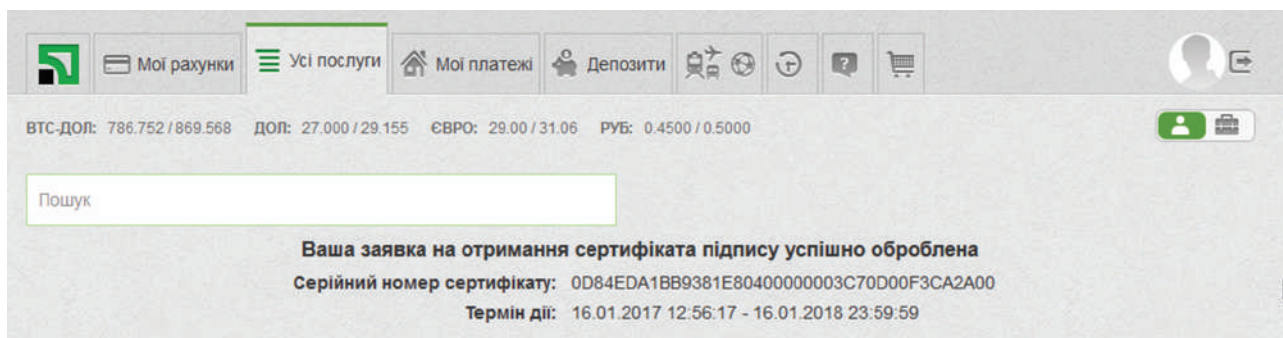 Мої рахунки Усі послуги Мої платежі Депозити
ВТС-ДОЛ: 786.752 / 869.568 ДОЛ: 27.000 / 29.155 ЄВРО: 29.00 / 31.06 РУБ: 0.4500 / 0.5000
Пошук
Ваша заявка на отримання сертифіката підпису успішно оброблена
Серійний номер сертифікату: 0D84EDA1BB9381E80400000003C70D00F3CA2A00
Термін дії: 16.01.2017 12:56:17 - 16.01.2018 23:59:59